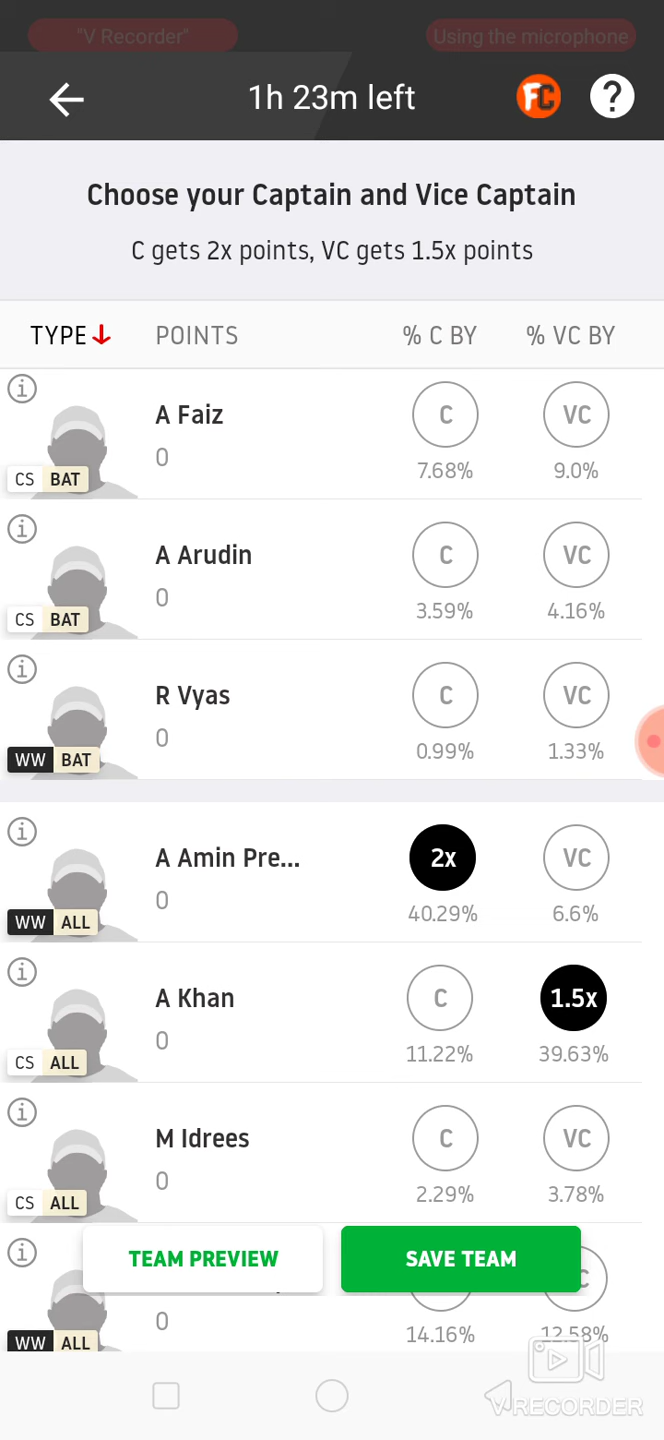 "V Recorder"
Using the microphone
1h 23m left
FC
?
Choose your Captain and Vice Captain
C gets 2x points, VC gets 1.5x points
TYPE POINTS % C BY % VC BY
A Faiz
C VC
0
CS BAT
7.68% 9.0%
A Arudin
C VC
0
CS BAT
3.59% 4.16%
R Vyas
C VC
0
WW BAT
0.99% 1.33%
A Amin Pre...
2x VC
0
WW ALL
40.29% 6.6%
A Khan
C 1.5x
0
CS ALL
11.22% 39.63%
M Idrees
C VC
0
CS ALL
2.29% 3.78%
TEAM PREVIEW SAVE TEAM
0
WW ALL
14.16% 12.58%
VRECORDER